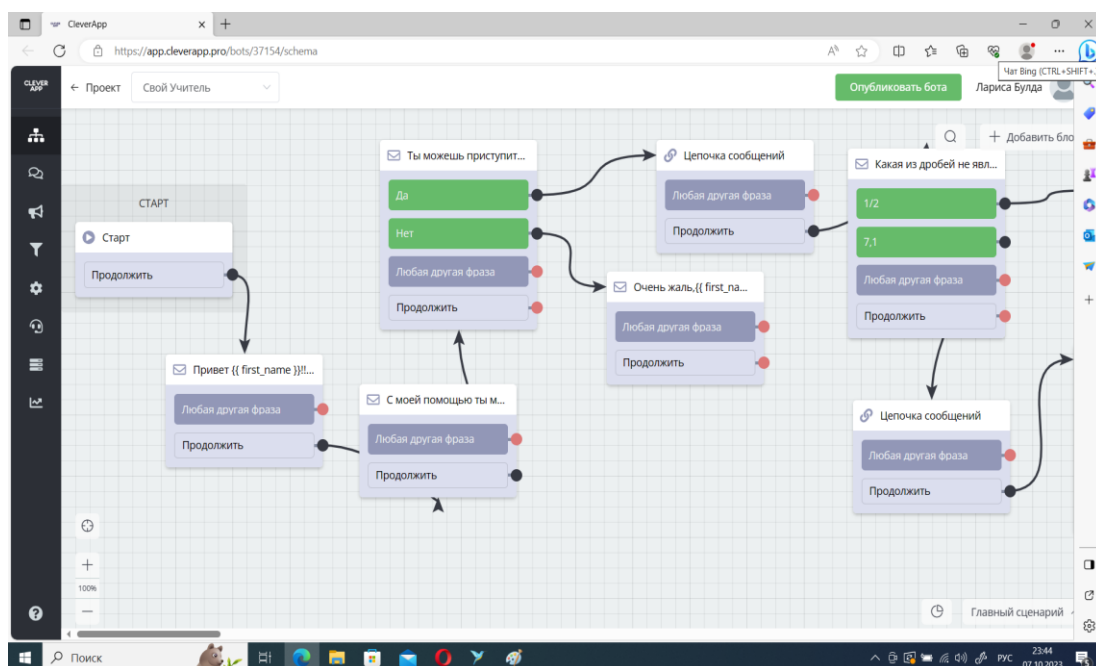 CleverApp
https://app.cleverapp.pro/bots/37154/schema
Чат Bing (CTRL+SHIFT+.
CLEVER
APP
← Проект
Свой Учитель
Опубликовать бота
Лариса Булда
+ Добавить бло
СТАРТ
Старт
Продолжить
Привет {{ first_name }}!!...
Любая другая фраза
Продолжить
Ты можешь приступит...
Да
Нет
Любая другая фраза
Продолжить
С моей помощью ты м...
Любая другая фраза
Продолжить
Цепочка сообщений
Любая другая фраза
Продолжить
Очень жаль,{{ first_na...
Любая другая фраза
Продолжить
Какая из дробей не явл...
1/2
7,1
Любая другая фраза
Продолжить
Цепочка сообщений
Любая другая фраза
Продолжить
100%
Главный сценарий
Поиск
РУС
23:44
07.10.2023